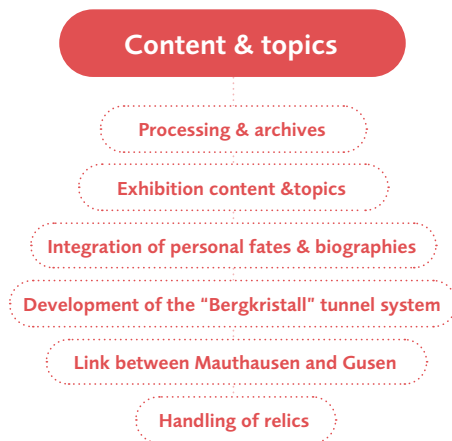 Content & topics
Processing & archives
Exhibition content &topics
Integration of personal fates & biographies
Development of the “Bergkristall” tunnel system
Link between Mauthausen and Gusen
Handling of relics